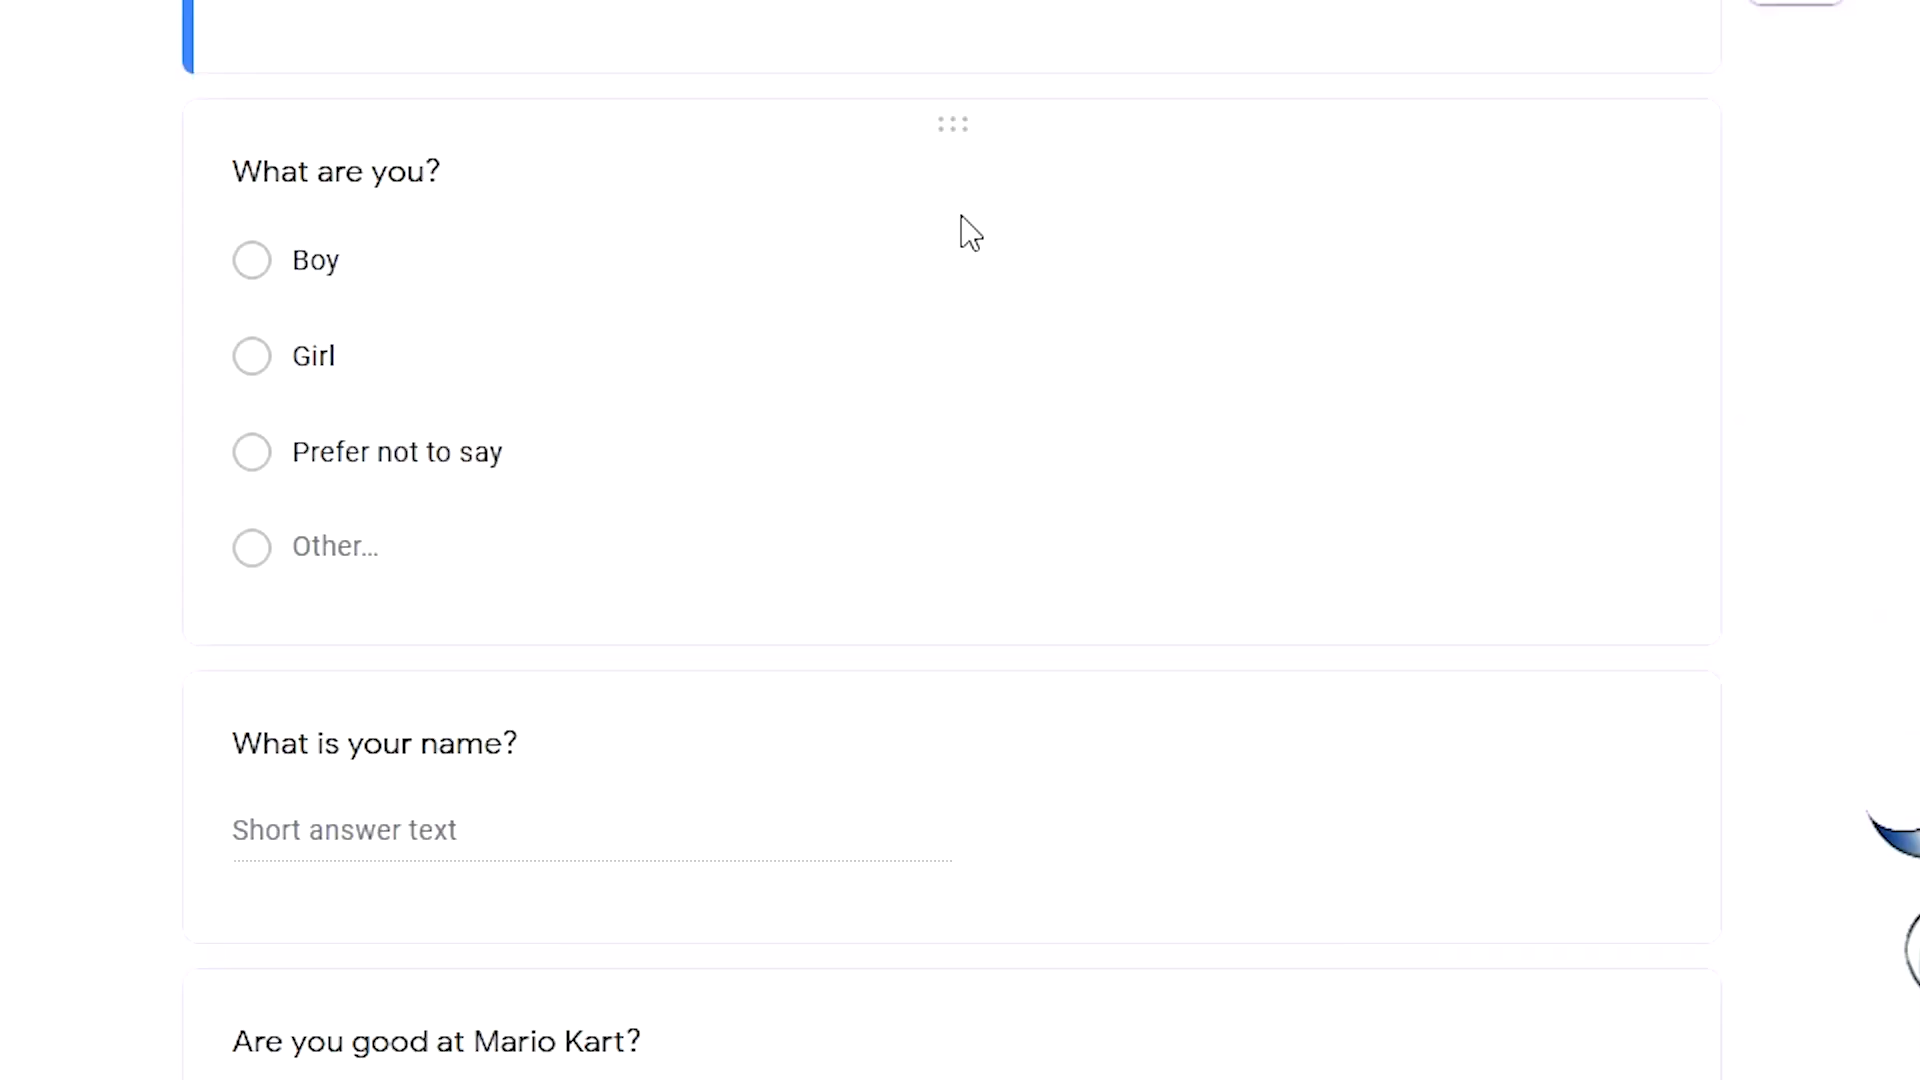 What are you?
Boy
Girl
Prefer not to say
Other...
What is your name?
Short answer text
Are you good at Mario Kart?